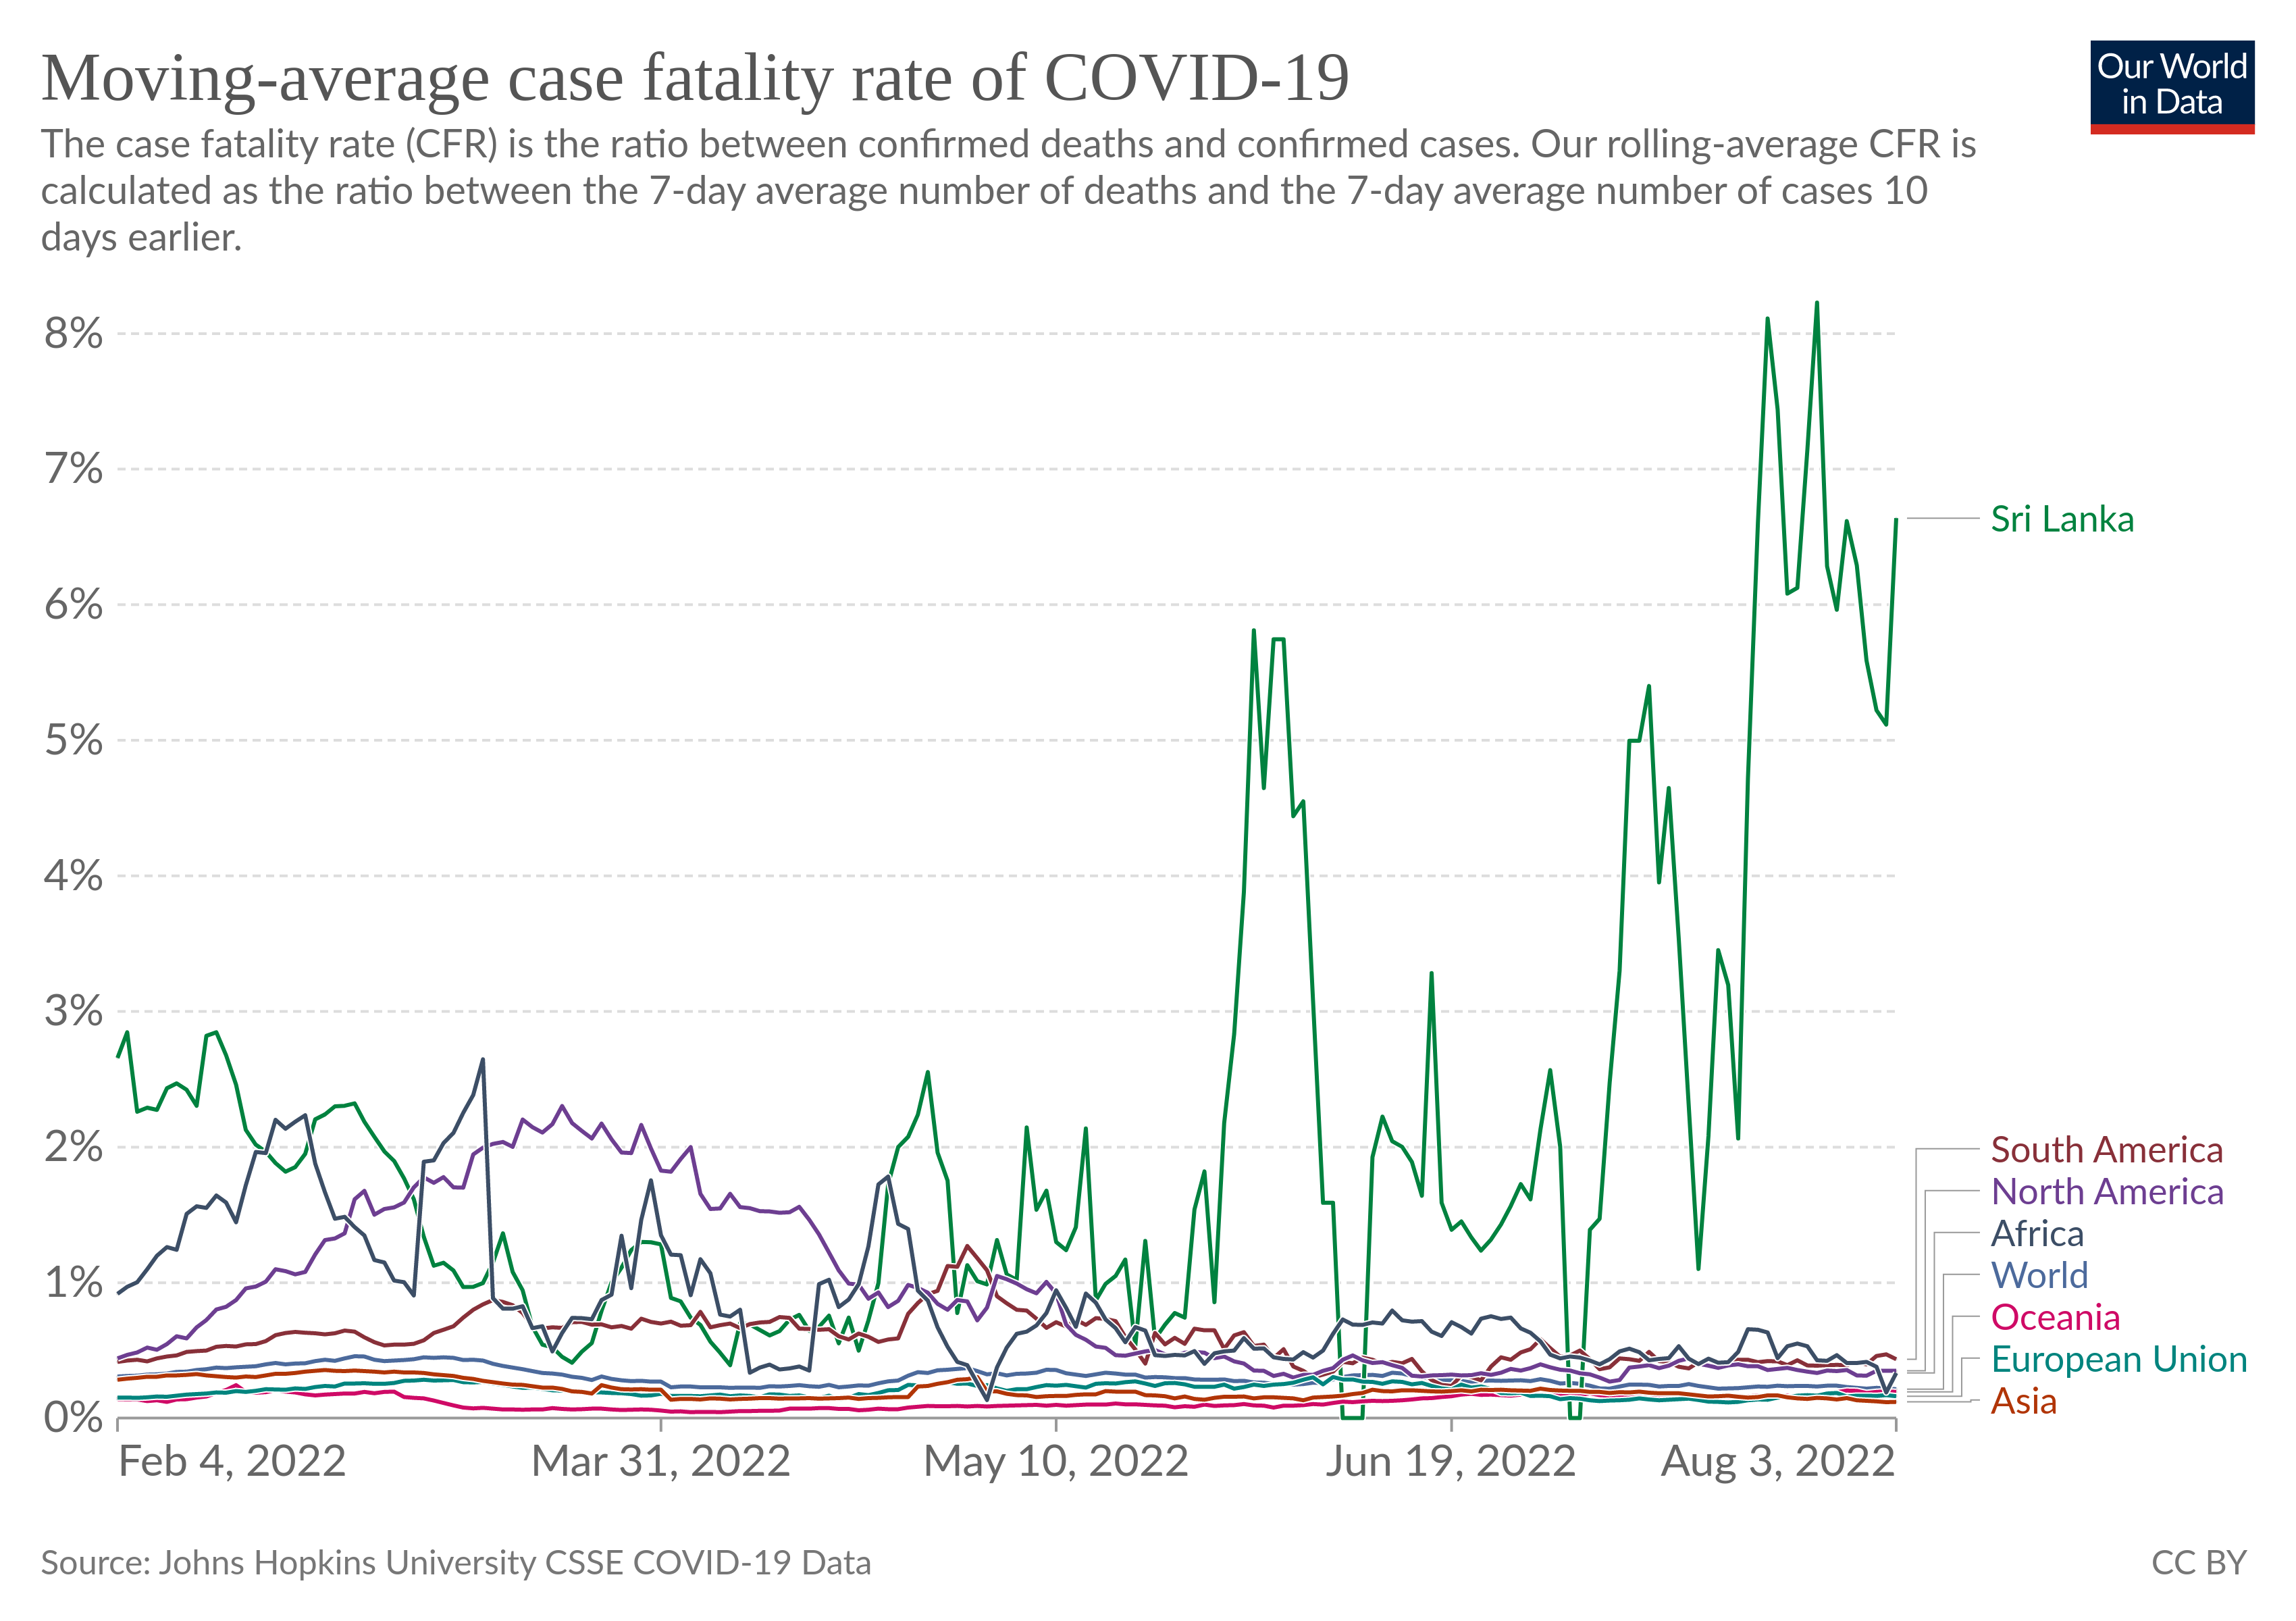 Moving-average case fatality rate of COVID-19
Our World
in Data
The case fatality rate (CFR) is the ratio between confirmed deaths and confirmed cases. Our rolling-average CFR is
calculated as the ratio between the 7-day average number of deaths and the 7-day average number of cases 10
days earlier.
8%
7%
Sri Lanka
6%
5%
4%
3%
2%
South America
North America
Africa
1%
World
Oceania
European Union
Asia
0%
Feb 4, 2022
Mar 31, 2022
May 10, 2022
Jun 19, 2022
Aug 3, 2022
Source: Johns Hopkins University CSSE COVID-19 Data
CC BY